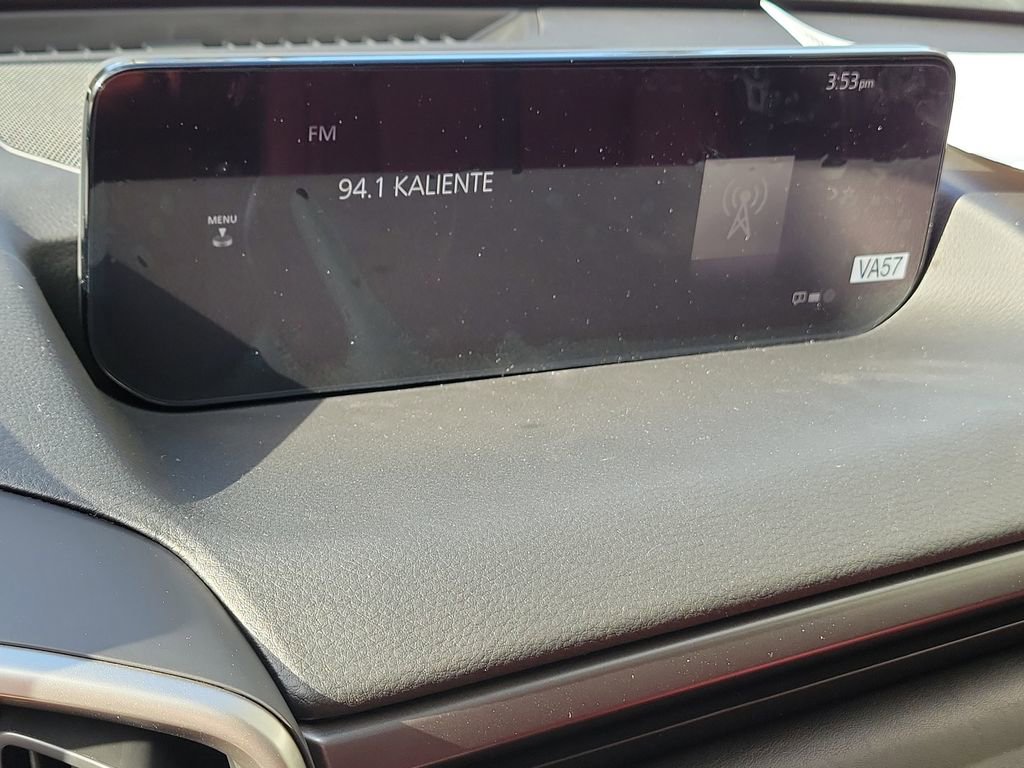 3:53pm
FM
94.1 KALIENTE
MENU
VA57